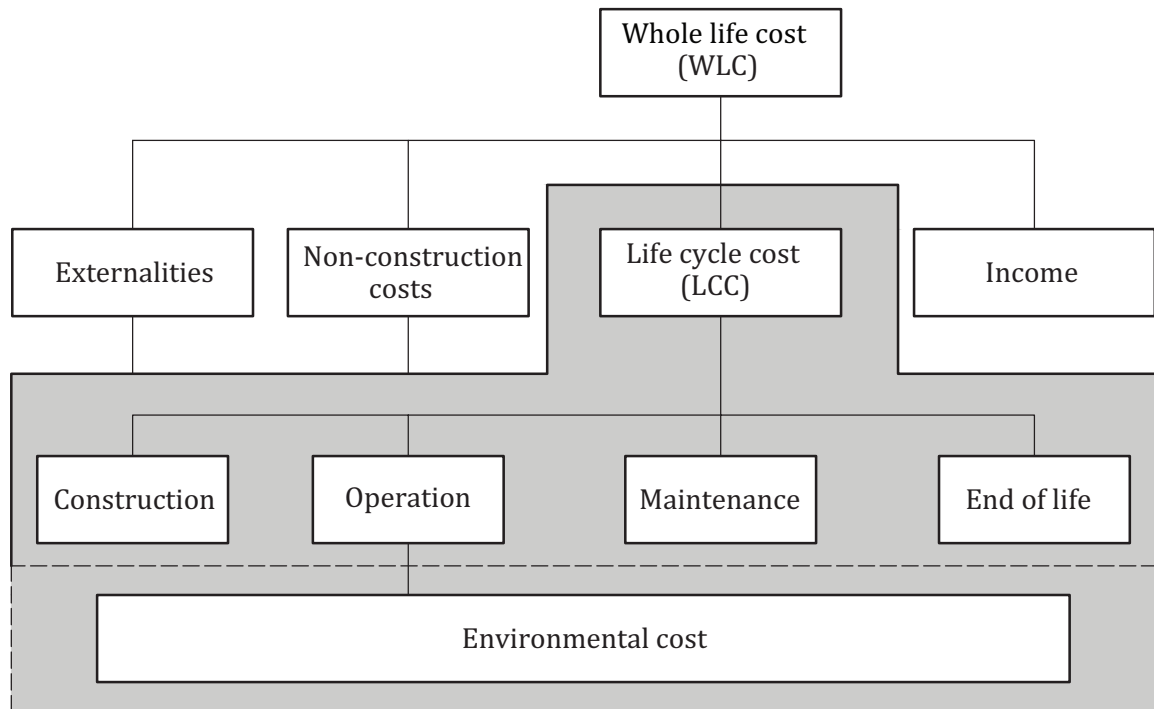 Whole life cost
(WLC)
Externalities
Non-construction
costs
Life cycle cost
(LCC)
Income
Construction
Operation
Maintenance
End of life
Environmental cost